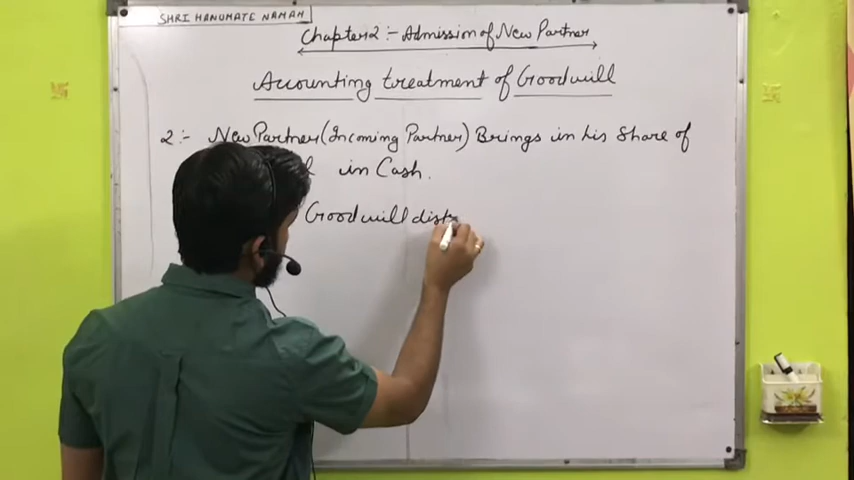 SHRI HANUMATE NAMAH
Chapter 2 :- Admission of New Partner
Accounting treatment of Goodwill
2 :- New Partner (Incoming Partner) Brings in his Share of
in Cash.
Goodwill dist